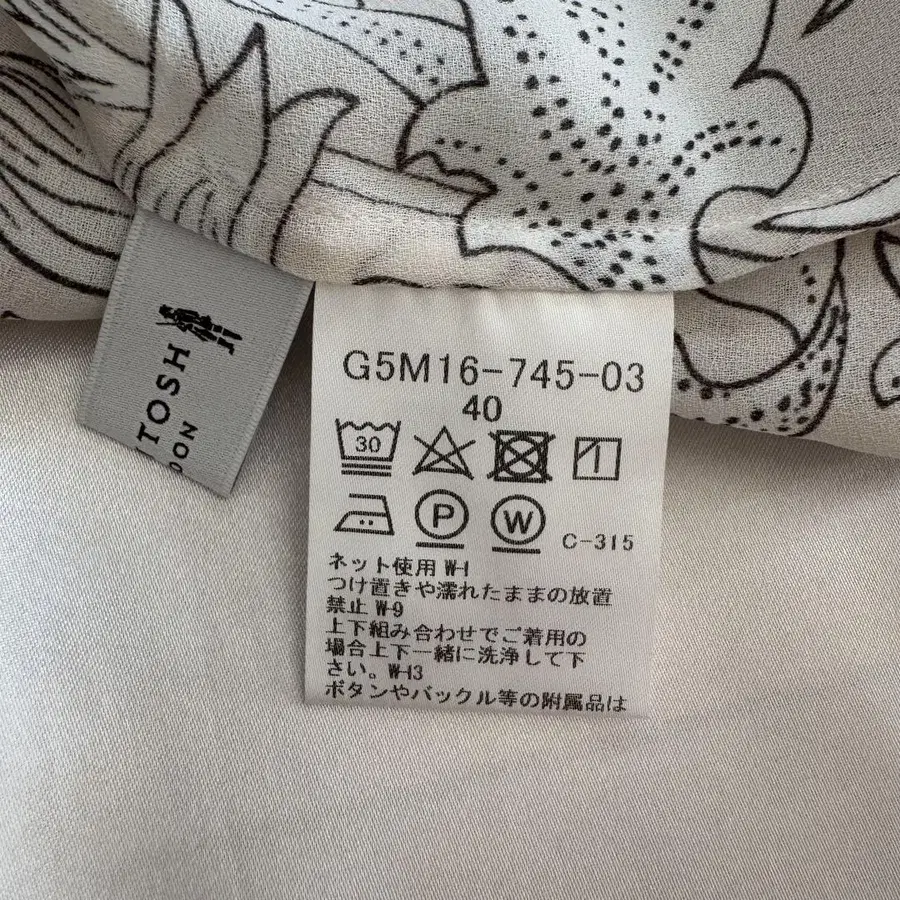 TOSH
DON
G5M16-745-03
40
30
P
W
C-315
ネット使用 W-1
つけ置きや濡れたままの放置
禁止 W-9
上下組み合わせでご着用の
場合上下一緒に洗浄して下
さい。W-13
ボタンやバックル等の附属品は